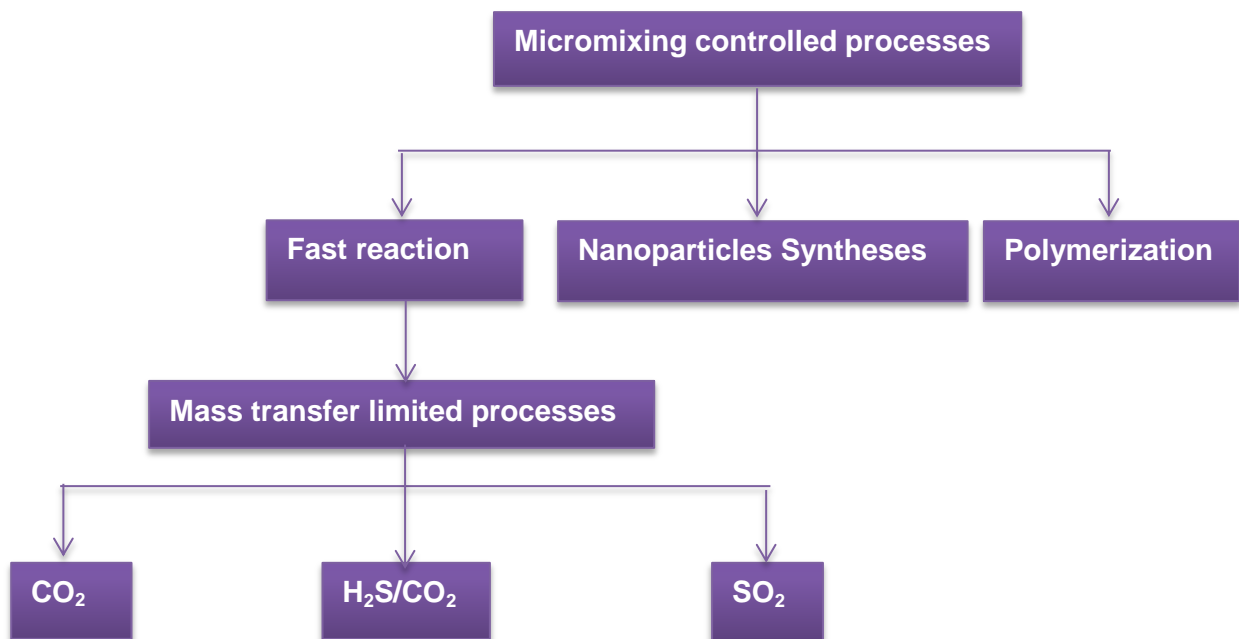 Micromixing controlled processes
Fast reaction
Nanoparticles Syntheses
Polymerization
Mass transfer limited processes
CO₂
H₂S/CO₂
SO₂